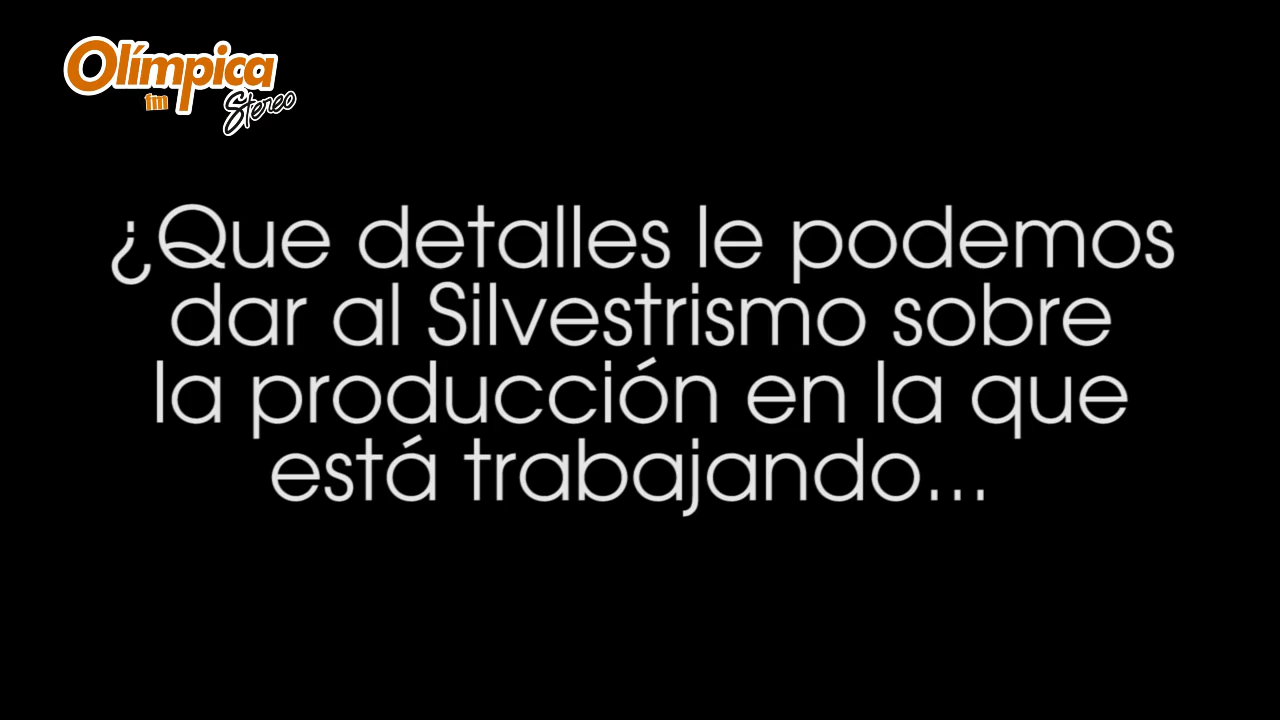 Olímpica
fm
Stereo
¿Que detalles le podemos
dar al Silvestrismo sobre
la producción en la que
está trabajando...